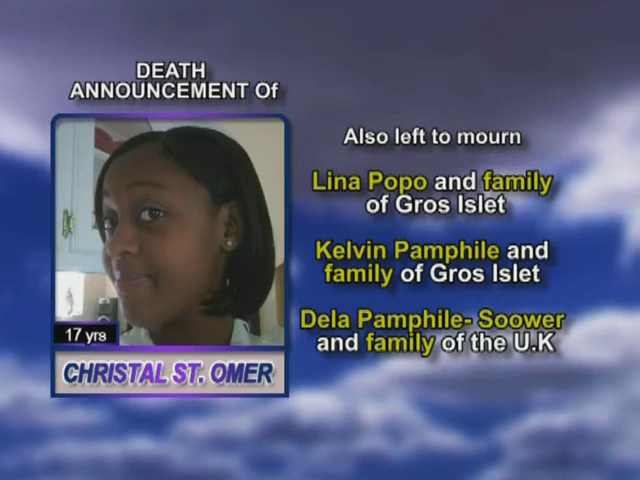 DEATH
ANNOUNCEMENT Of
17 yrs
CHRISTAL ST. OMER
Also left to mourn
Lina Popo and family
of Gros Islet
Kelvin Pamphile and
family of Gros Islet
Dela Pamphile- Soower
and family of the U.K